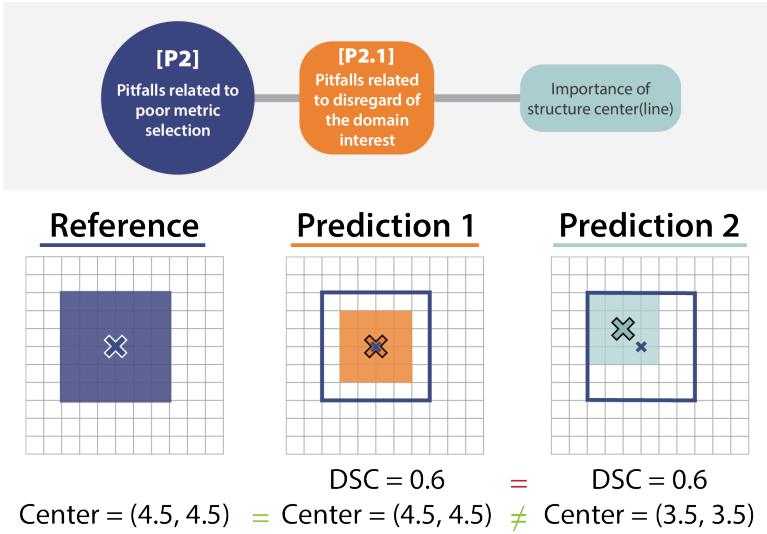 [P2]
Pitfalls related to
poor metric
selection
[P2.1]
Pitfalls related
to disregard of
the domain
interest
Importance of
structure center(line)
Reference
Prediction 1
Prediction 2
DSC = 0.6 = DSC = 0.6
Center = (4.5, 4.5) = Center = (4.5, 4.5) ≠ Center = (3.5, 3.5)